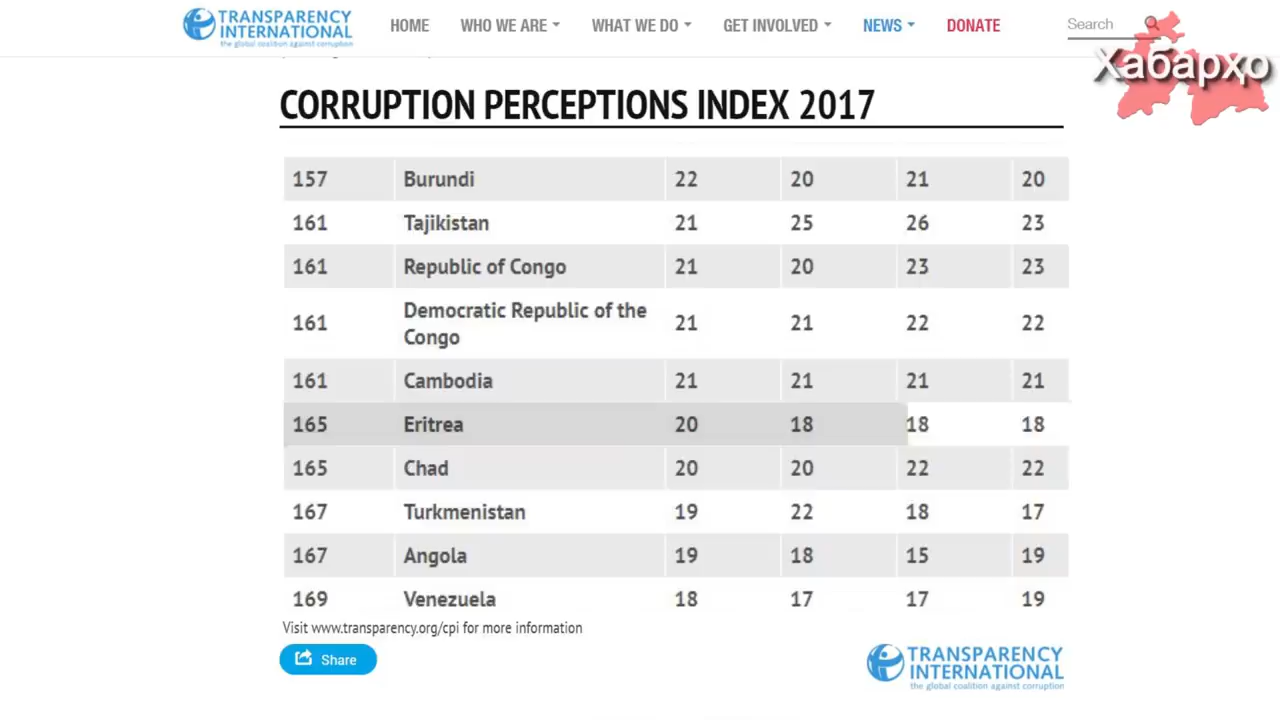 TRANSPARENCY INTERNATIONAL
the global coalition against corruption
HOME WHO WE ARE WHAT WE DO GET INVOLVED NEWS DONATE Search
Хабарҳо
CORRUPTION PERCEPTIONS INDEX 2017
157 Burundi 22 20 21 20
161 Tajikistan 21 25 26 23
161 Republic of Congo 21 20 23 23
161 Democratic Republic of the Congo 21 21 22 22
161 Cambodia 21 21 21 21
165 Eritrea 20 18 18 18
165 Chad 20 20 22 22
167 Turkmenistan 19 22 18 17
167 Angola 19 18 15 19
169 Venezuela 18 17 17 19
Visit www.transparency.org/cpi for more information
Share
TRANSPARENCY INTERNATIONAL
the global coalition against corruption